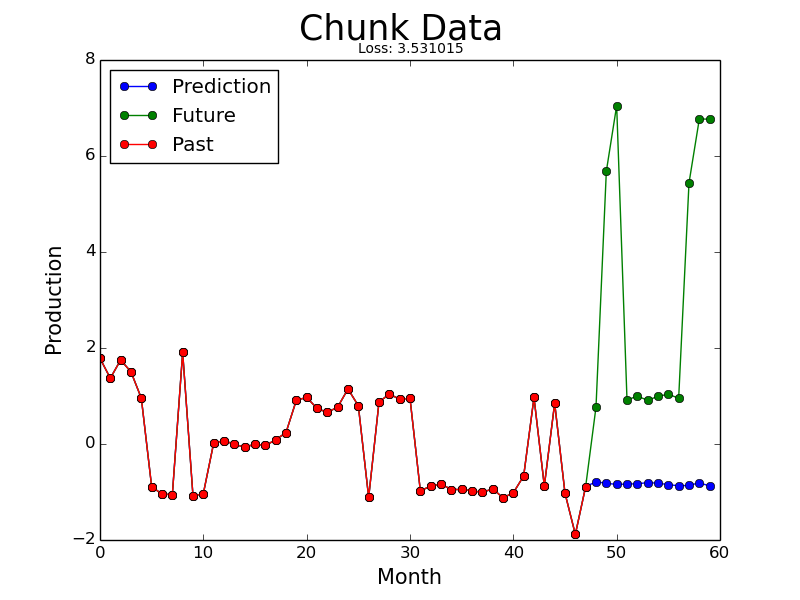 Chunk Data
Loss: 3.531015
Prediction
Future
Past
Production
8
6
4
2
0
−2
0 10 20 30 40 50 60
Month